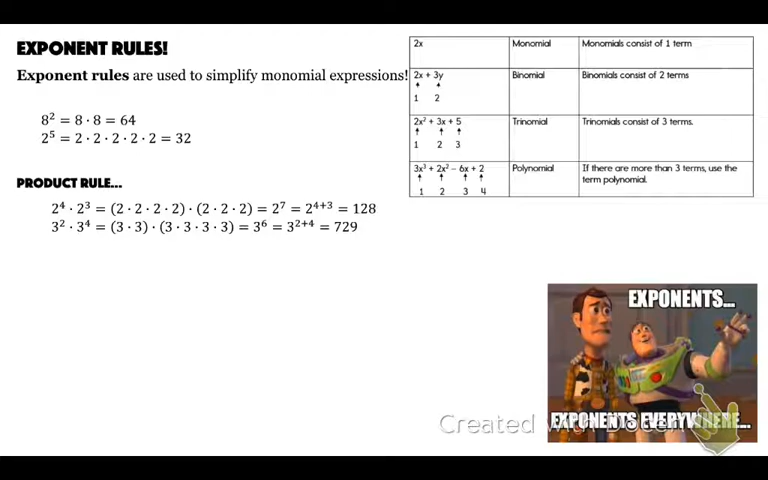 EXPONENT RULES!
Exponent rules are used to simplify monomial expressions!
8² = 8 · 8 = 64
2⁵ = 2 · 2 · 2 · 2 · 2 = 32
PRODUCT RULE...
2⁴ · 2³ = (2 · 2 · 2 · 2) · (2 · 2 · 2) = 2⁷ = 2⁴⁺³ = 128
3² · 3⁴ = (3 · 3) · (3 · 3 · 3 · 3) = 3⁶ = 3²⁺⁴ = 729
2x Monomial Monomials consist of 1 term
2x + 3y Binomial Binomials consist of 2 terms
1 2
2x² + 3x + 5 Trinomial Trinomials consist of 3 terms.
1 2 3
3x³ + 2x² − 6x + 2 Polynomial If there are more than 3 terms, use the
term polynomial.
1 2 3 4
EXPONENTS...
EXPONENTS EVERYWHERE...
Created with